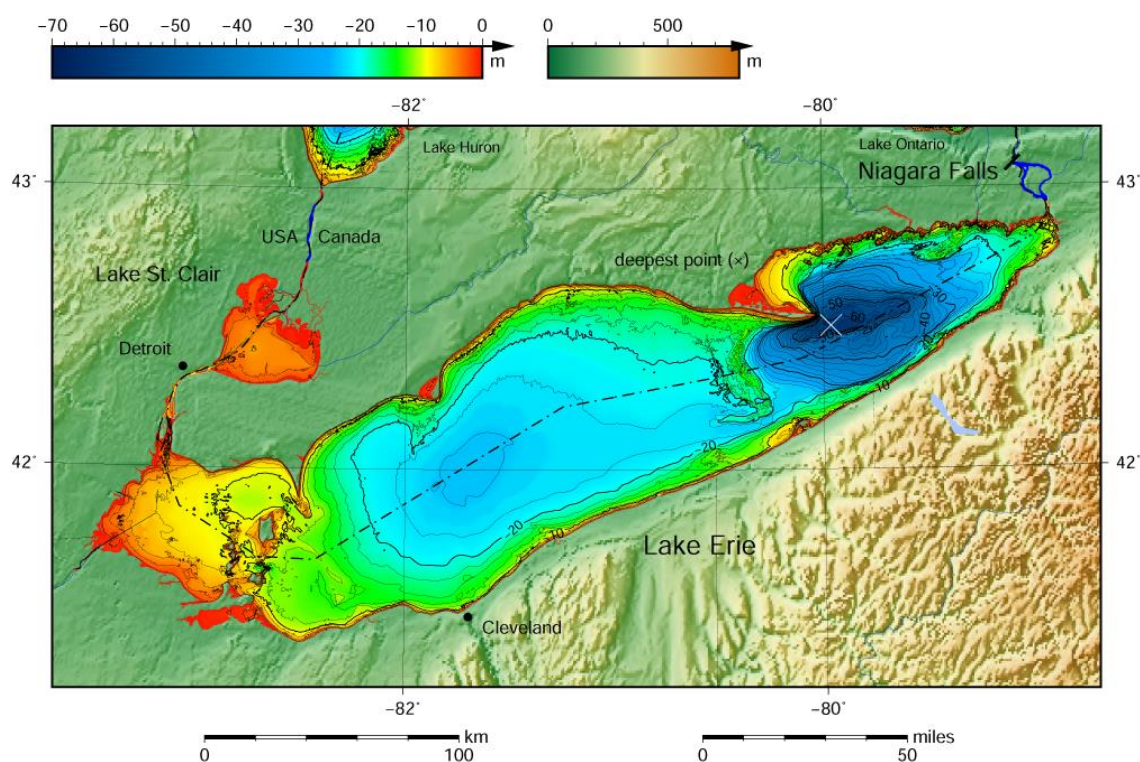 -70 -60 -50 -40 -30 -20 -10 0
m
0 500
m
-82° -80°
Lake Huron
Lake Ontario
Niagara Falls
43° 43°
USA Canada
deepest point (×)
Lake St. Clair
-50
-30
-60
-40
Detroit
-20
-10
42° 42°
20
-20
-10
Lake Erie
Cleveland
-82° -80°
km
0 100
miles
0 50